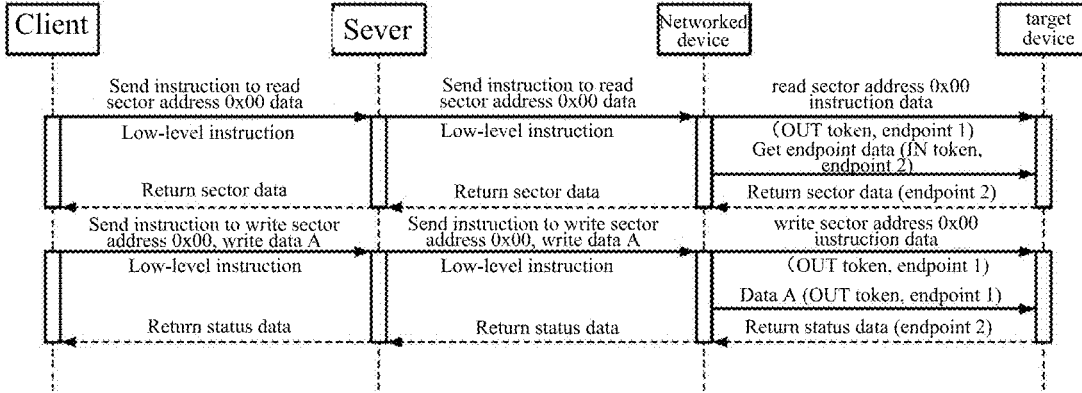 Client
Sever
Networked
device
target
device
Send instruction to read
sector address 0x00 data
Send instruction to read
sector address 0x00 data
read sector address 0x00
instruction data
Low-level instruction
Low-level instruction
(OUT token, endpoint 1)
Get endpoint data (IN token,
endpoint 2)
Return sector data
Return sector data
Return sector data (endpoint 2)
Send instruction to write sector
address 0x00, write data A
Send instruction to write sector
address 0x00, write data A
write sector address 0x00
iustruction data
Low-level instruction
Low-level instruction
(OUT token, endpoint 1)
Data A (OUT token, endpoint 1)
Return status data
Return status data
Return status data (endpoint 2)